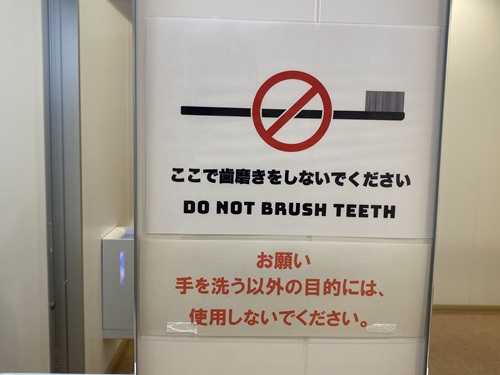 ここで歯磨きをしないでください
DO NOT BRUSH TEETH
お願い
手を洗う以外の目的には、
使用しないでください。